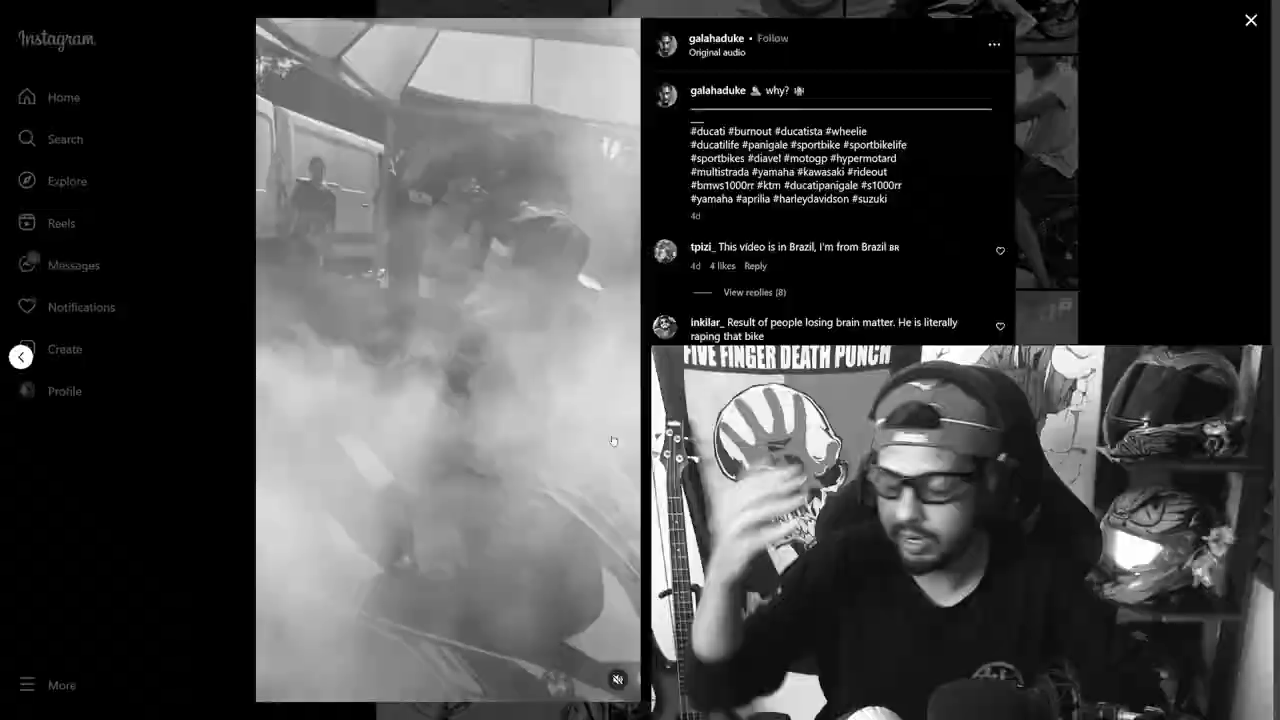 Instagram
Home
Search
Explore
Reels
Messages
Notifications
Create
Profile
More
galahaduke • Follow
Original audio
galahaduke why?
#ducati #burnout #ducatista #wheelie
#ducatilife #panigale #sportbike #sportbikelife
#sportbikes #diavel #motogp #hypermotard
#multistrada #yamaha #kawasaki #rideout
#bmws1000rr #ktm #ducatipanigale #s1000rr
#yamaha #aprilia #harleydavidson #suzuki
4d
tpizi_ This vídeo is in Brazil, I'm from Brazil BR
4d 4 likes Reply
View replies (8)
inkilar_ Result of people losing brain matter. He is literally
raping that bike
FIVE FINGER DEATH PUNCH